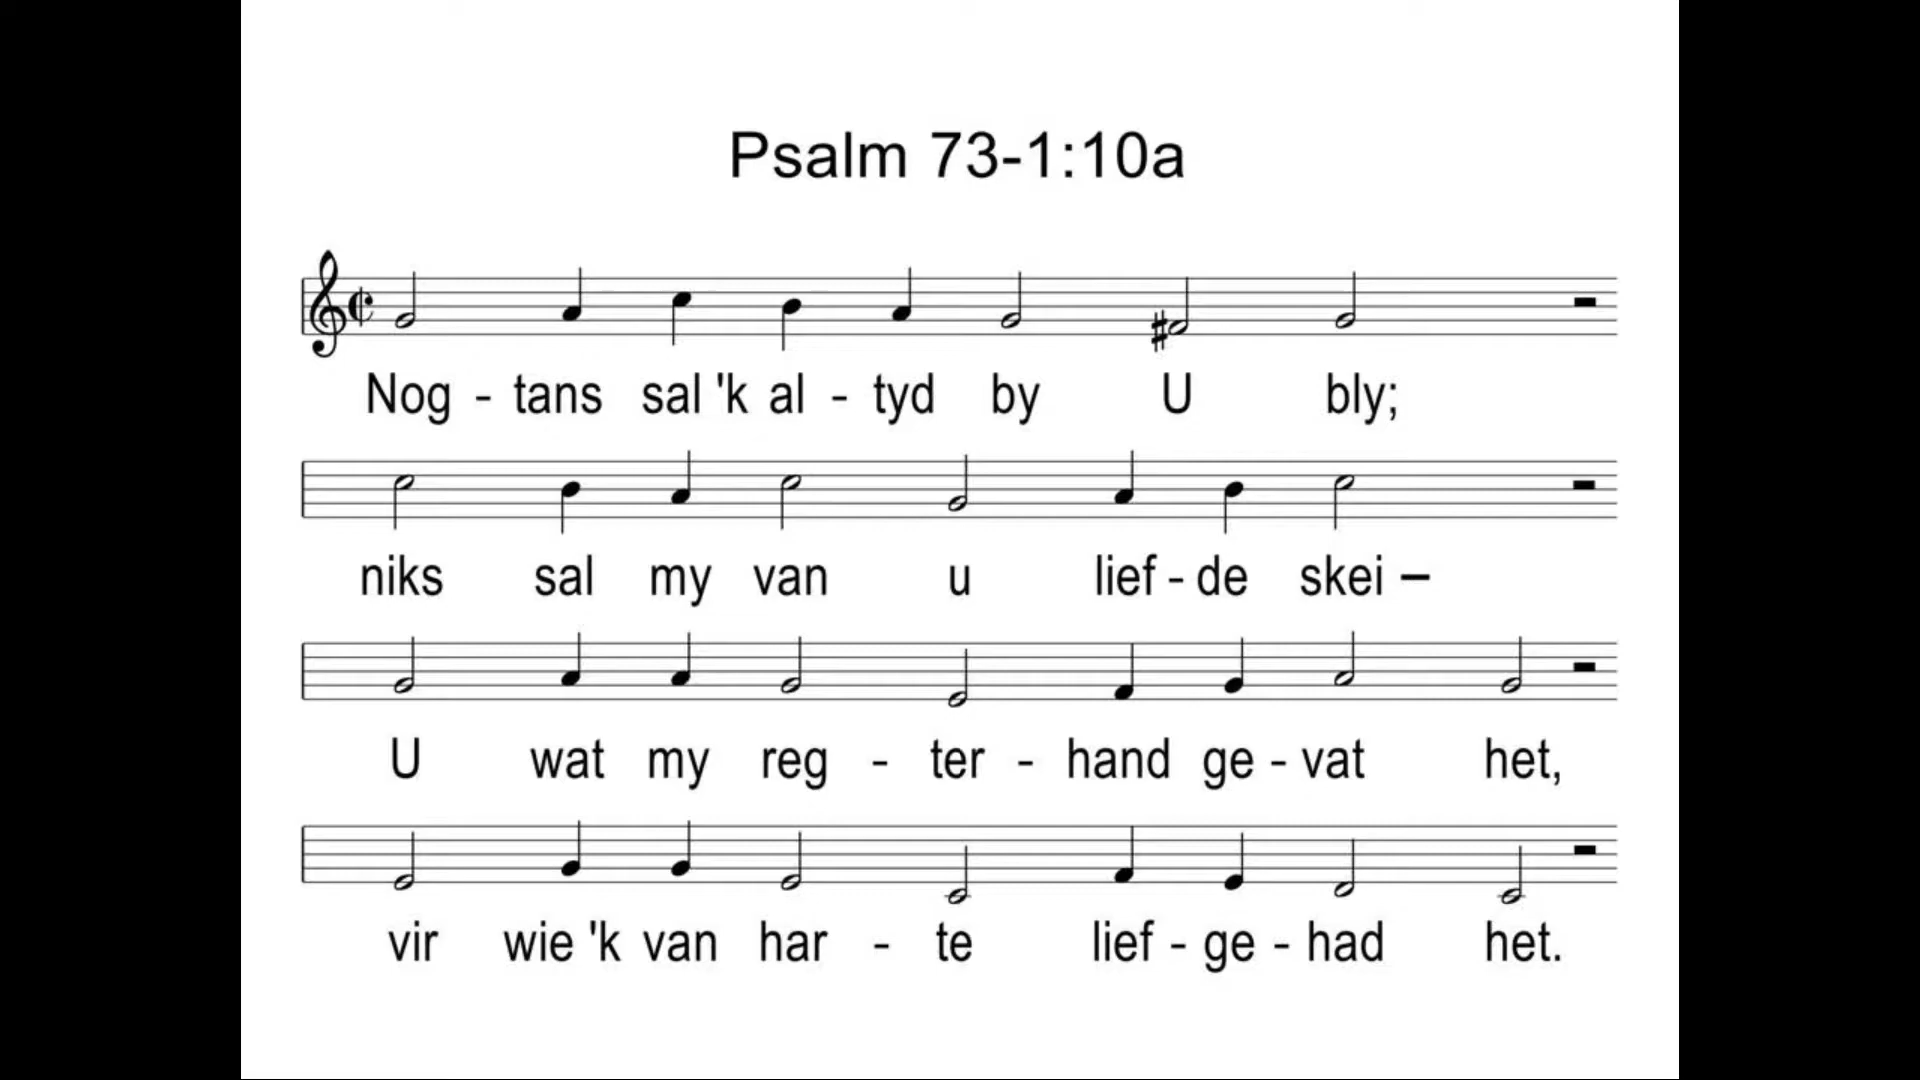 Psalm 73-1:10a
Nog - tans sal 'k al - tyd by U bly;
niks sal my van u lief - de skei –
U wat my reg - ter - hand ge - vat het,
vir wie 'k van har - te lief - ge - had het.